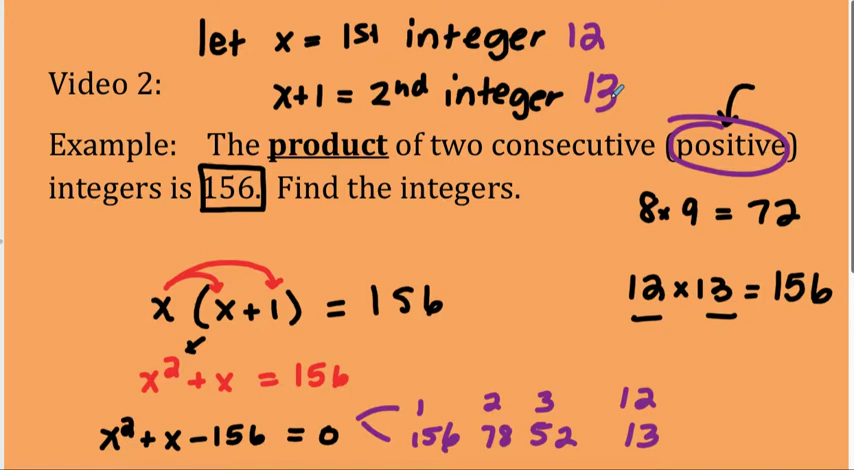 let x = 1st integer 12
Video 2:
x+1 = 2nd integer 13
Example: The product of two consecutive (positive)
integers is 156. Find the integers.
8x 9 = 72
x (x+1) = 156
12 x 13 = 156
x² + x = 156
x² + x - 156 = 0
1 2 3 12
156 78 52 13